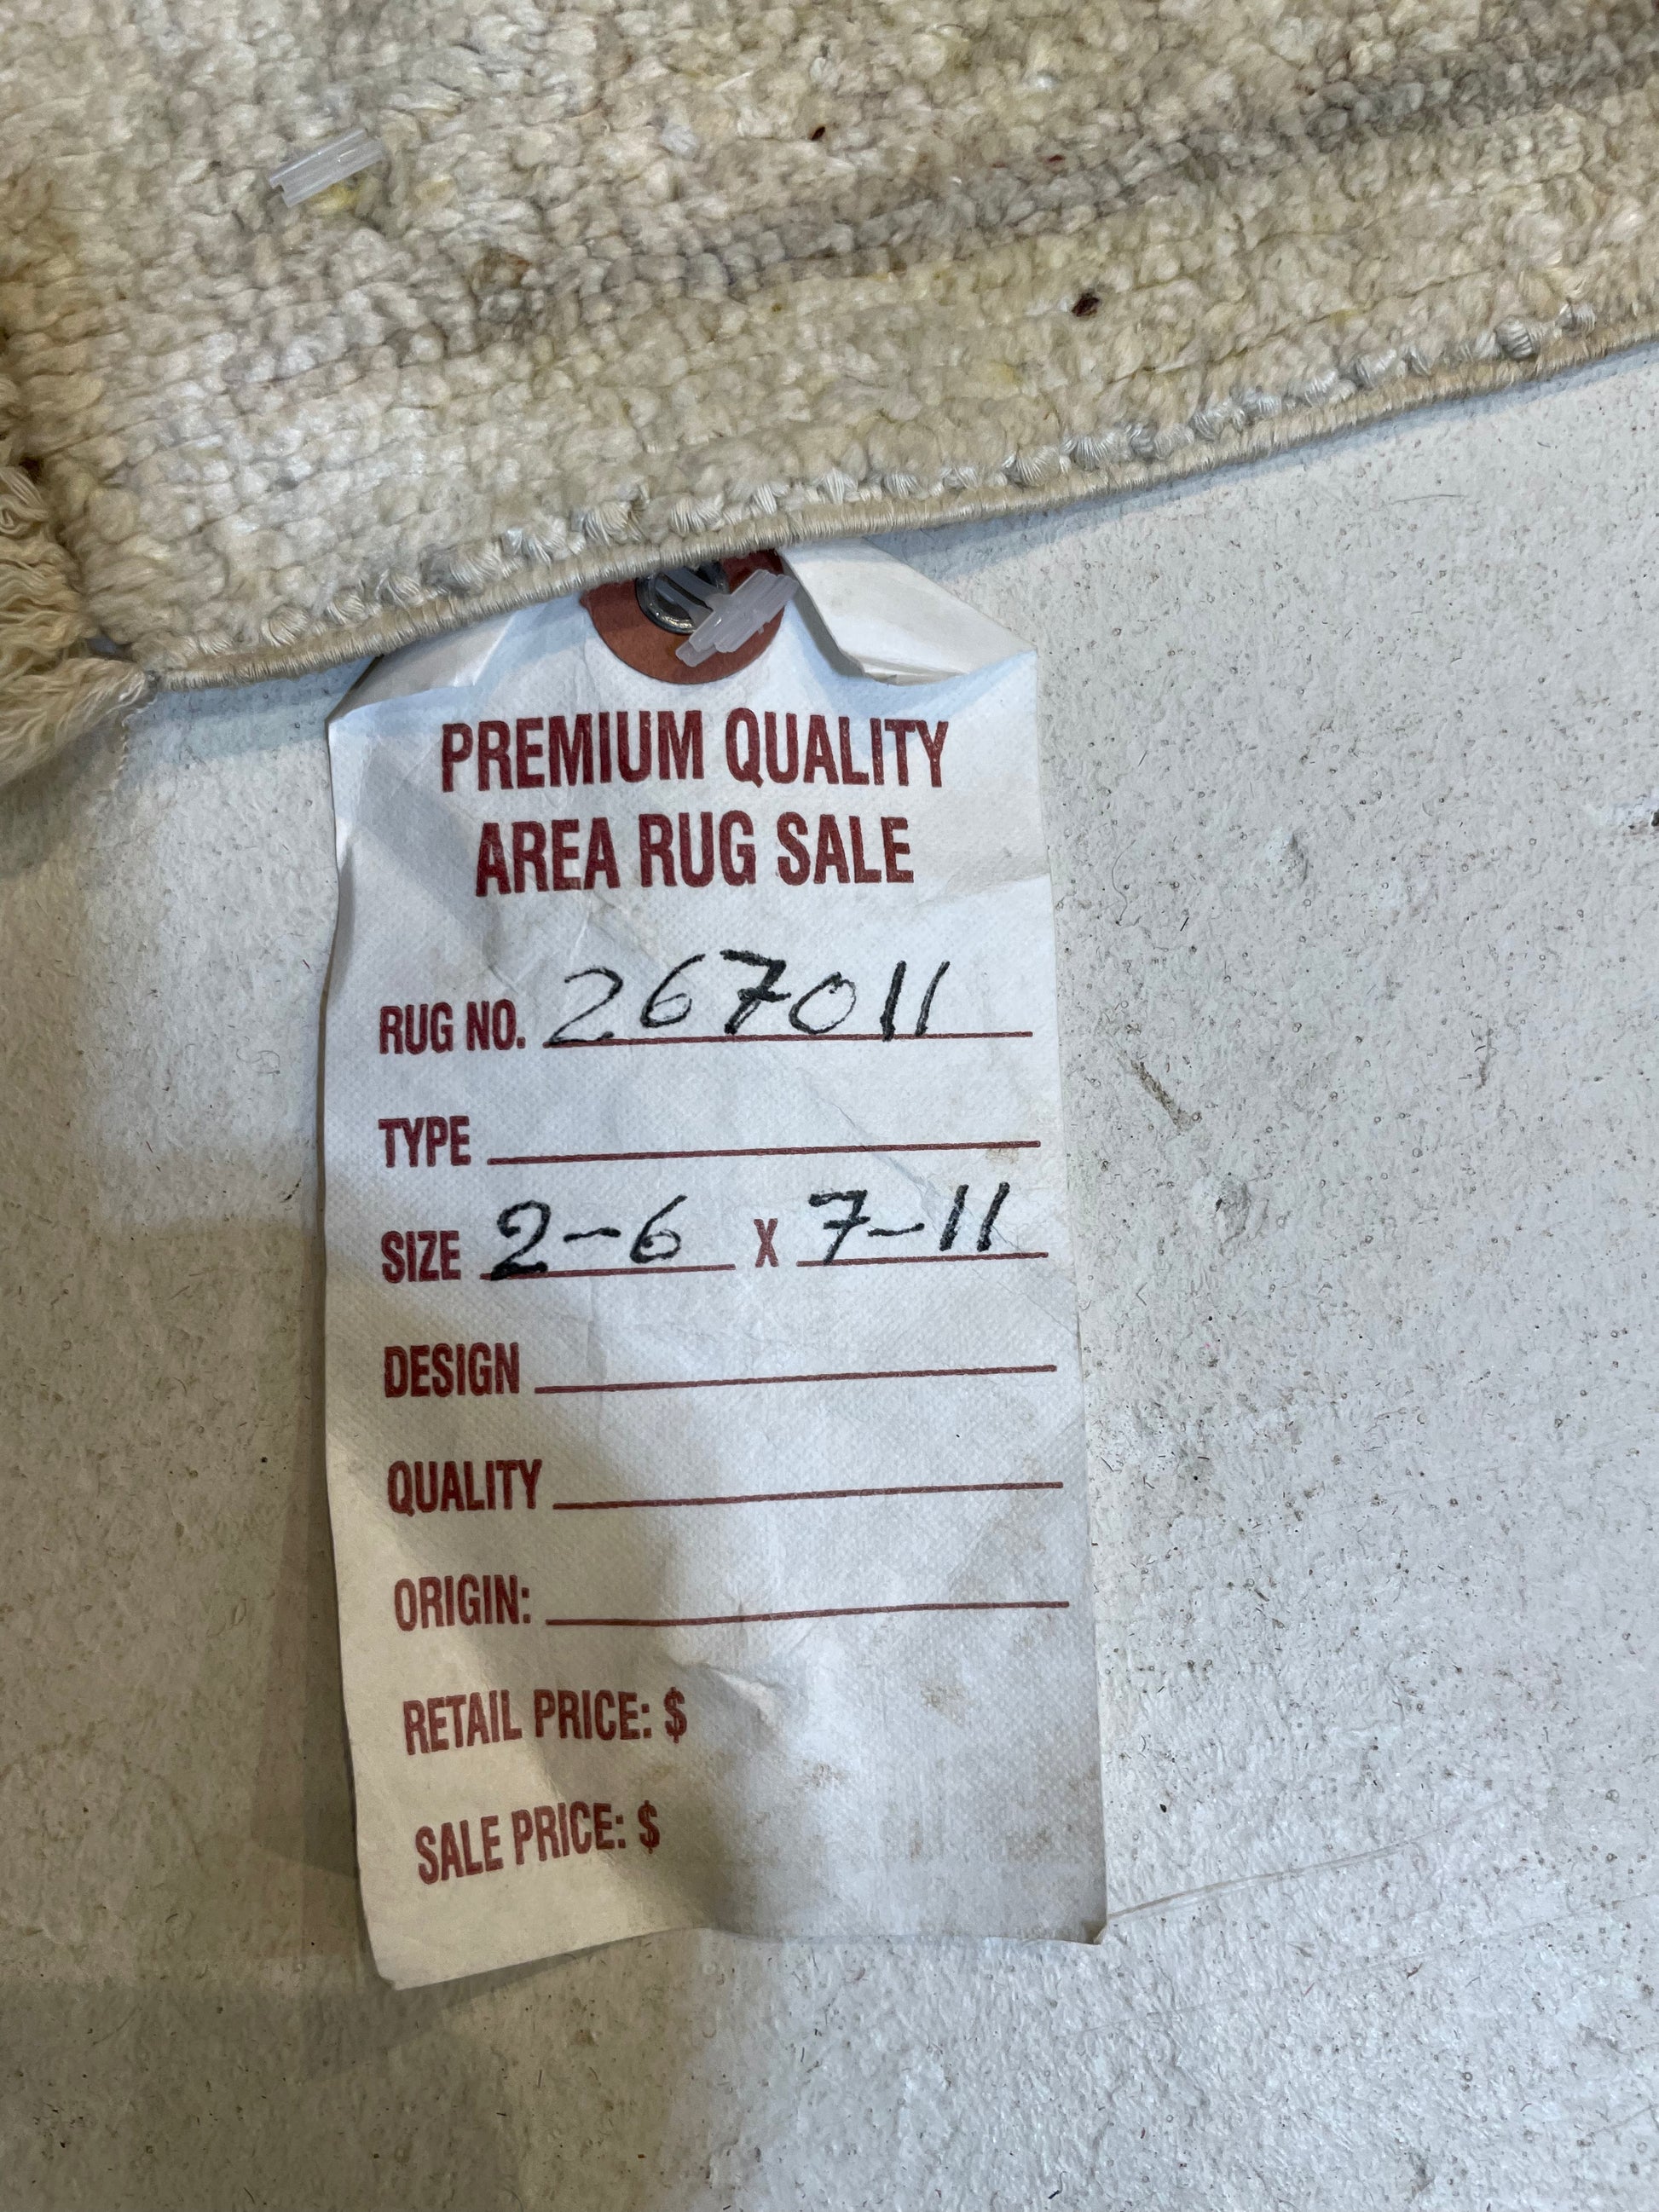 PREMIUM QUALITY
AREA RUG SALE
RUG NO. 267011
TYPE
SIZE 2-6 X 7-11
DESIGN
QUALITY
ORIGIN:
RETAIL PRICE: $
SALE PRICE: $